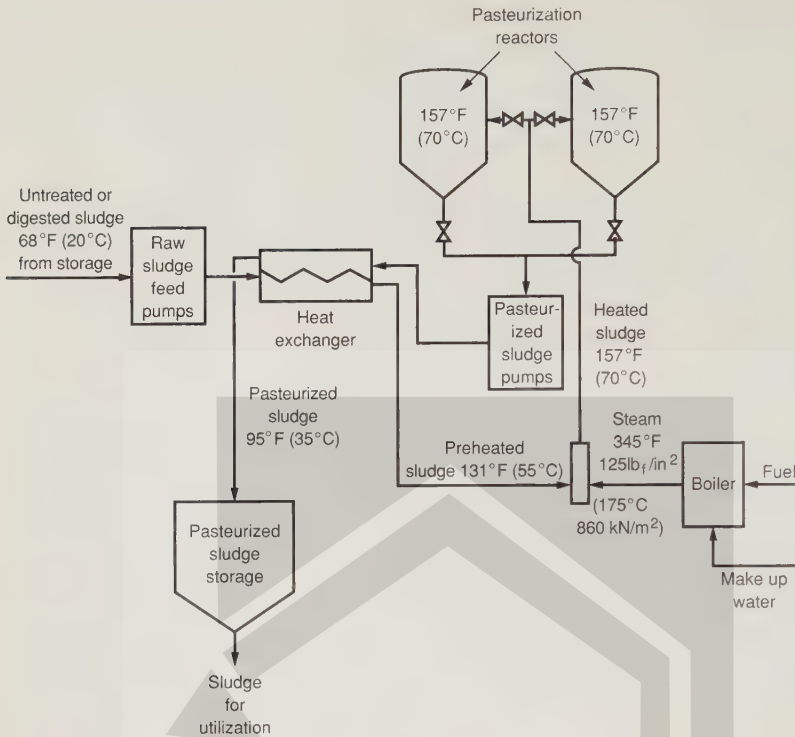 Pasteurization
reactors
157°F
(70°C)
157°F
(70°C)
Untreated or
digested sludge
68°F (20°C)
from storage
Raw
sludge
feed
pumps
Heat
exchanger
Pasteur-
ized
sludge
pumps
Heated
sludge
157°F
(70°C)
Pasteurized
sludge
95°F (35°C)
Preheated
sludge 131°F (55°C)
Steam
345°F
125lbf/in²
(175°C
860 kN/m²)
Boiler
Fuel
Make up
water
Pasteurized
sludge
storage
Sludge
for
utilization